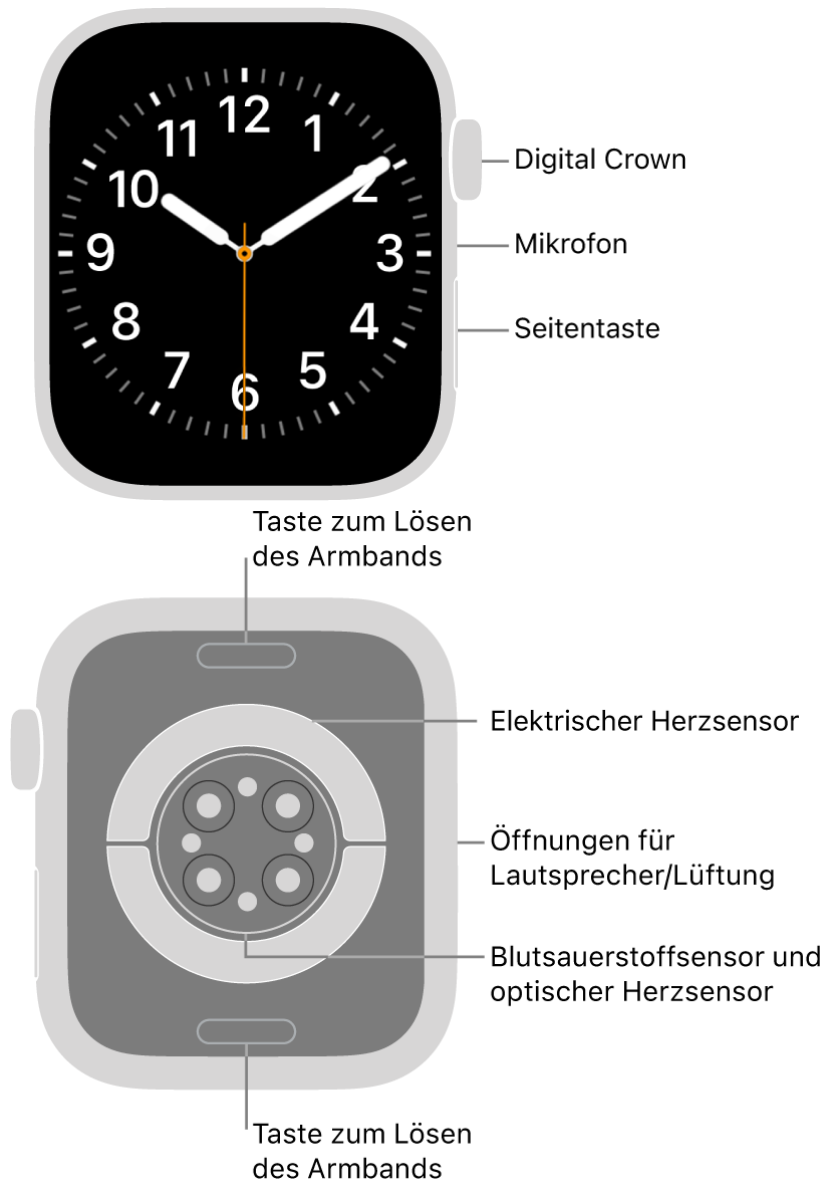 12
11
1
10
2
9
3
8
4
7
5
6
Digital Crown
Mikrofon
Seitentaste
Taste zum Lösen
des Armbands
Elektrischer Herzsensor
Öffnungen für
Lautsprecher/Lüftung
Blutsauerstoffsensor und
optischer Herzsensor
Taste zum Lösen
des Armbands